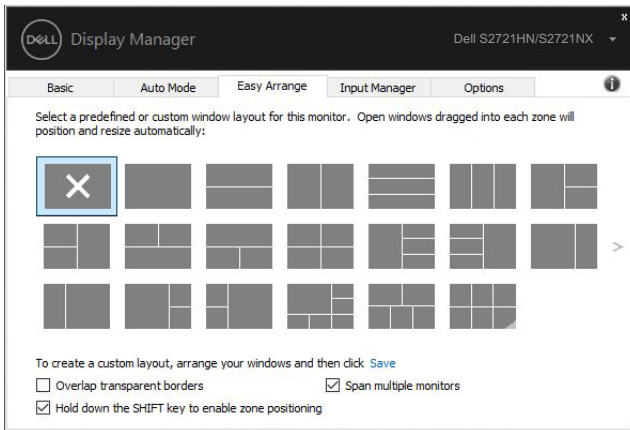 x
DELL Display Manager Dell S2721HN/S2721NX
Basic Auto Mode Easy Arrange Input Manager Options
Select a predefined or custom window layout for this monitor. Open windows dragged into each zone will
position and resize automatically:
To create a custom layout, arrange your windows and then click Save
Overlap transparent borders Span multiple monitors
Hold down the SHIFT key to enable zone positioning